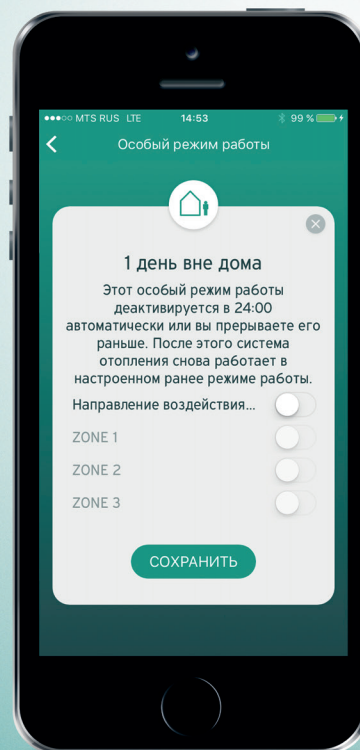 MTS RUS LTE 14:53 99 %
Особый режим работы
1 день вне дома
Этот особый режим работы
деактивируется в 24:00
автоматически или вы прерываете его
раньше. После этого система
отопления снова работает в
настроенном ранее режиме работы.
Направление воздействия...
ZONE 1
ZONE 2
ZONE 3
СОХРАНИТЬ